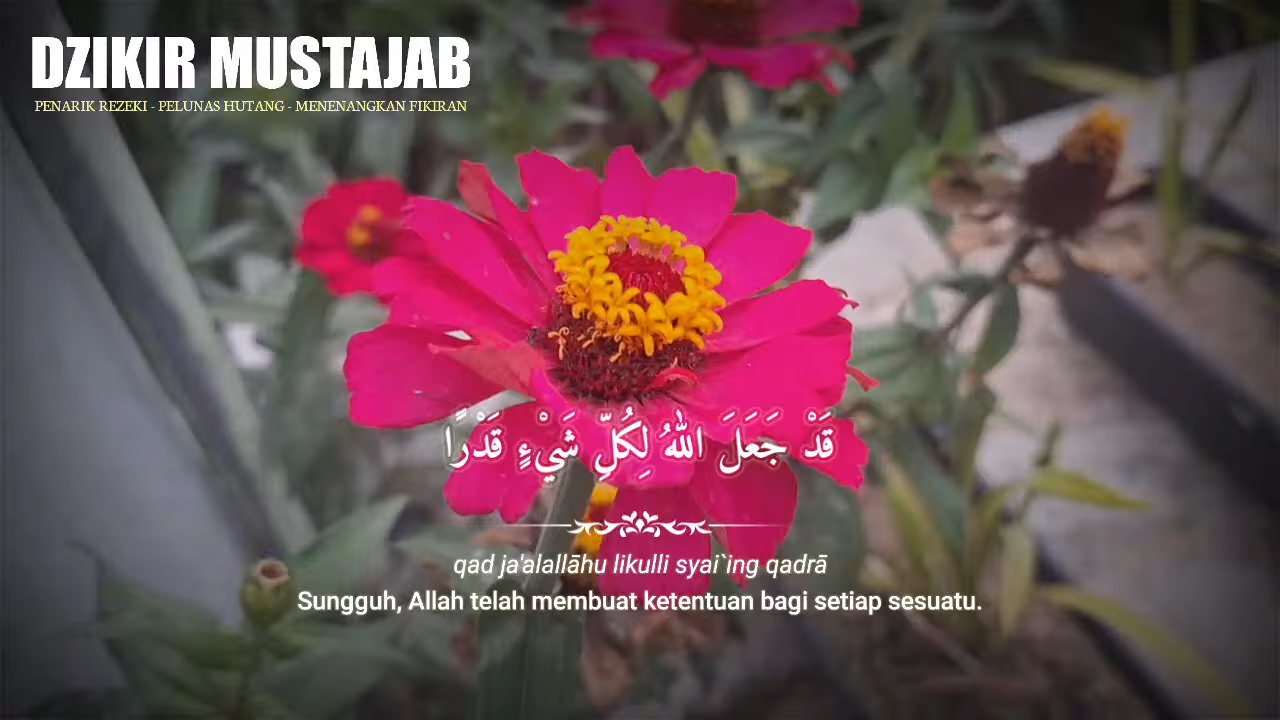 DZIKIR MUSTAJAB
PENARIK REZEKI - PELUNAS HUTANG - MENENANGKAN FIKIRAN
قَدْ جَعَلَ اللّٰهُ لِكُلِّ شَيْءٍ قَدْرًا
qad ja'alallāhu likulli syai`ing qadrā
Sungguh, Allah telah membuat ketentuan bagi setiap sesuatu.